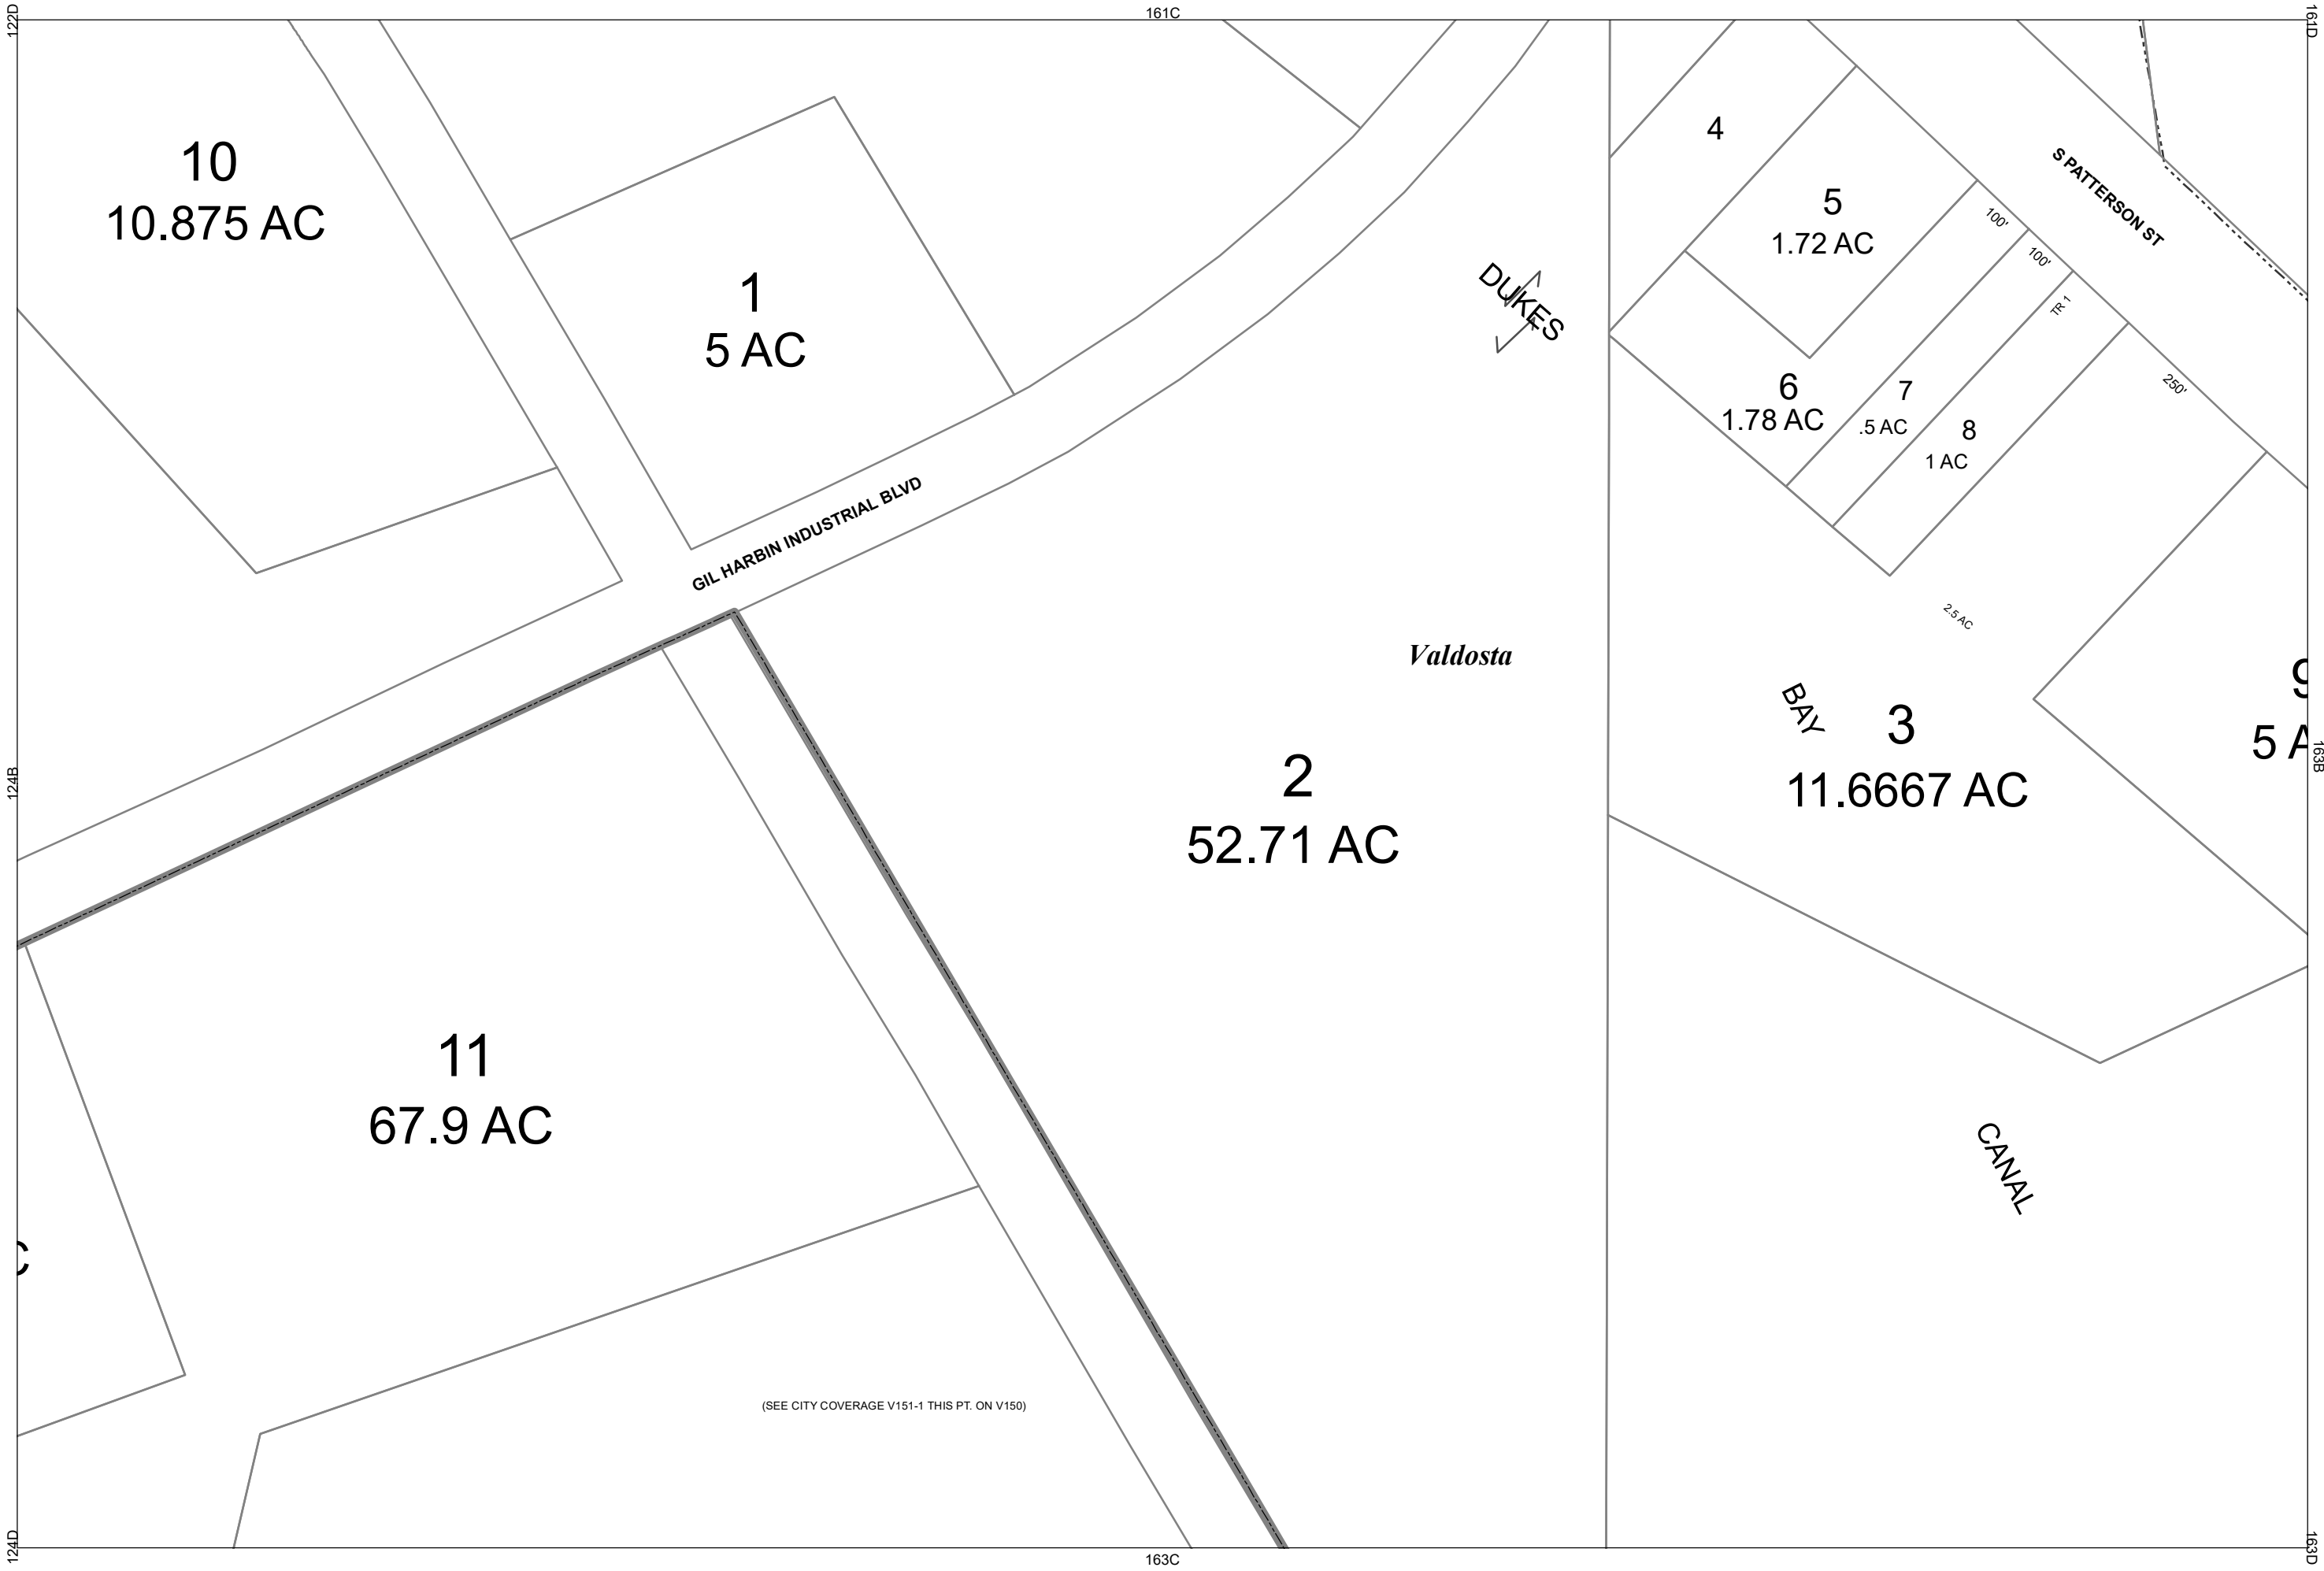 122D
161C
161D
10
10.875 AC
1
5 AC
4
5
1.72 AC
S PATTERSON ST
100'
100'
TR 1
250'
DUKES
6
1.78 AC
7
.5 AC
8
1 AC
GIL HARBIN INDUSTRIAL BLVD
2.5 AC
Valdosta
BAY
3
11.6667 AC
9
5 A
124B
163B
2
52.71 AC
11
67.9 AC
CANAL
C
(SEE CITY COVERAGE V151-1 THIS PT. ON V150)
124D
163C
163D